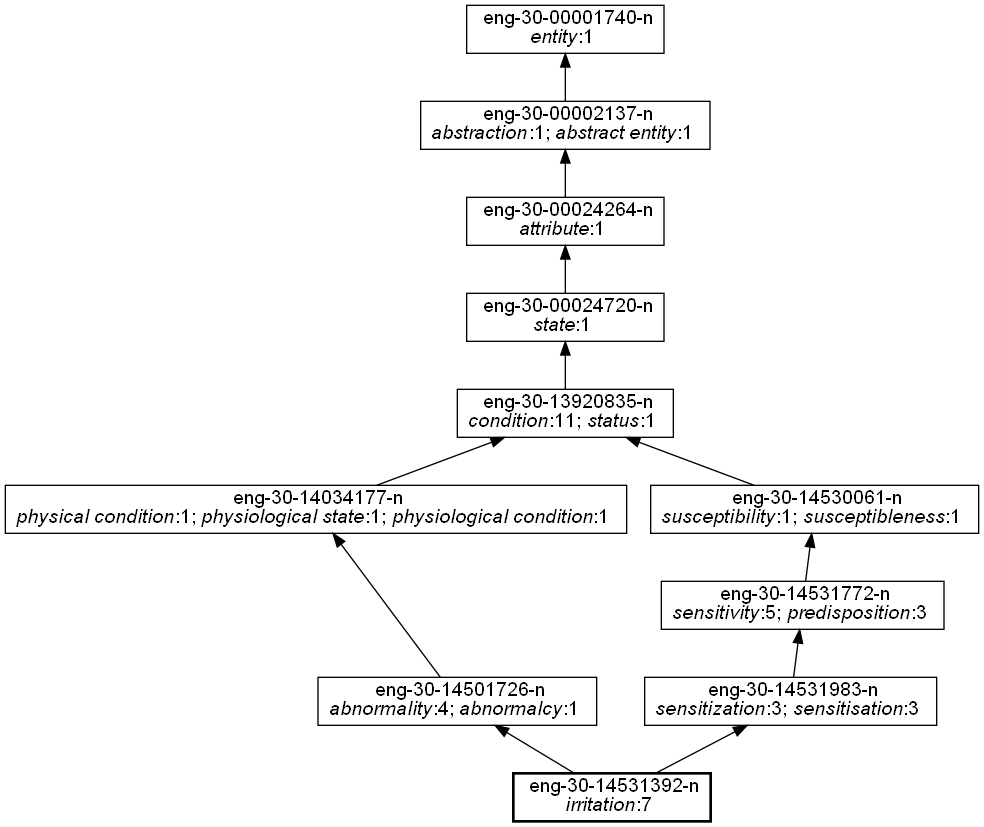 eng-30-00001740-n
entity:1
eng-30-00002137-n
abstraction:1; abstract entity:1
eng-30-00024264-n
attribute:1
eng-30-00024720-n
state:1
eng-30-13920835-n
condition:11; status:1
eng-30-14034177-n
physical condition:1; physiological state:1; physiological condition:1
eng-30-14530061-n
susceptibility:1; susceptibleness:1
eng-30-14531772-n
sensitivity:5; predisposition:3
eng-30-14501726-n
abnormality:4; abnormalcy:1
eng-30-14531983-n
sensitization:3; sensitisation:3
eng-30-14531392-n
irritation:7